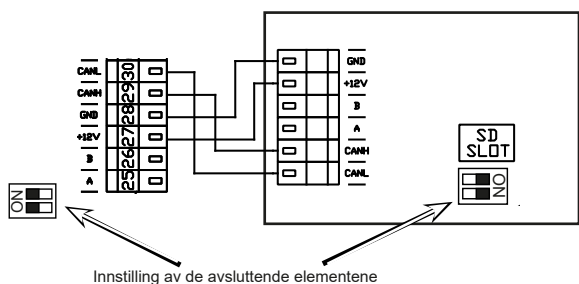 CANL 30
CANH 29
GND 28
+12V 27
B 26
A 25
GND
+12V
B
A
CANH
CANL
SD
SLOT
ON
ON
Innstilling av de avsluttende elementene